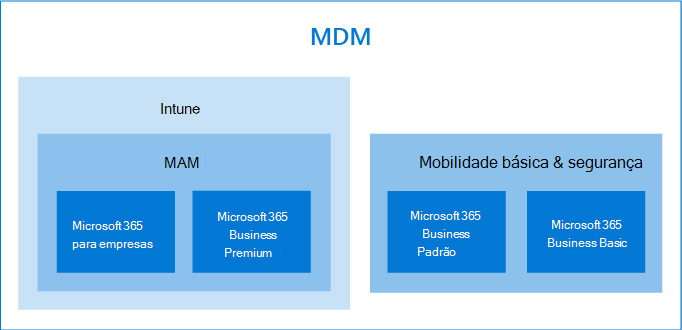 MDM
Intune
MAM
Microsoft 365
para empresas
Microsoft 365
Business
Premium
Mobilidade básica & segurança
Microsoft 365
Business
Padrão
Microsoft 365
Business Basic